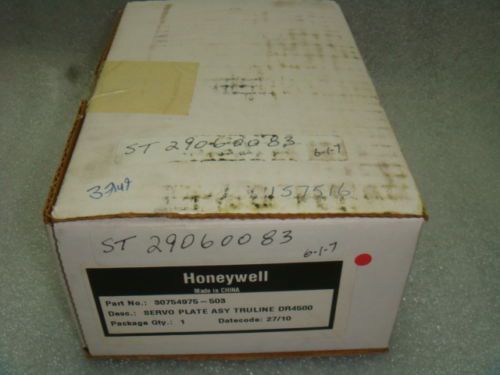 ST 29060083
6-1-7
157516
ST 29060083
6-1-7
Honeywell
Made in CHINA
Part No.: 30754975-503
Desc.: SERVO PLATE ASY TRULINE DR4500
Package Qty.: 1 Datecode: 27/10